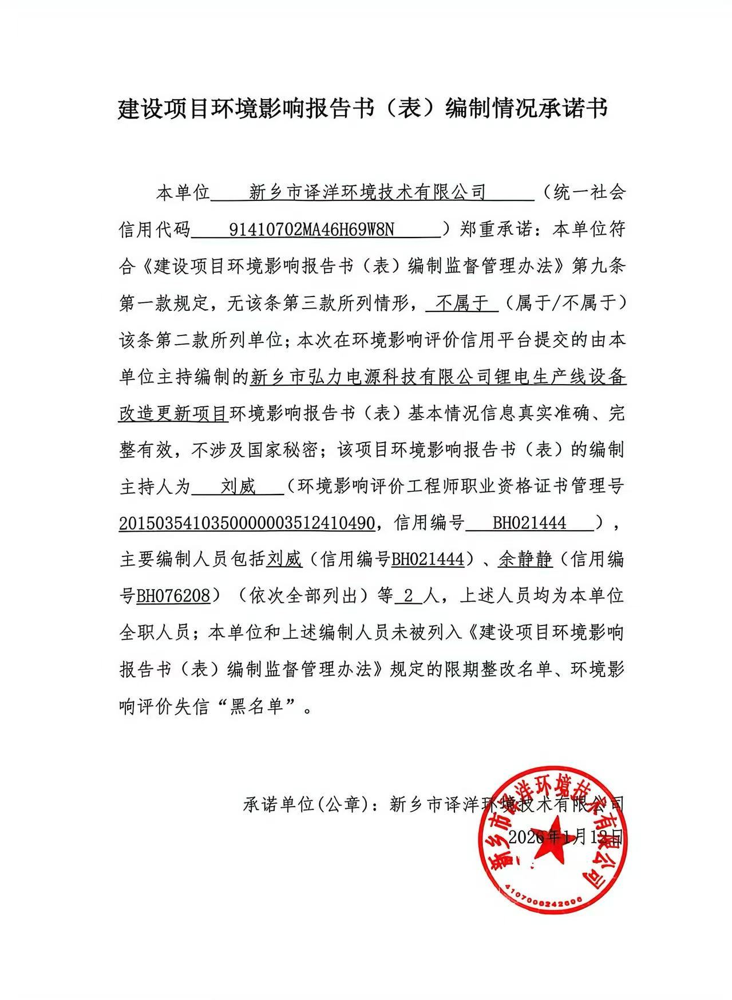 建设项目环境影响报告书（表）编制情况承诺书
本单位 新乡市译洋环境技术有限公司 （统一社会
信用代码 91410702MA46H69W8N ）郑重承诺：本单位符
合《建设项目环境影响报告书（表）编制监督管理办法》第九条
第一款规定，无该条第三款所列情形， 不属于 （属于/不属于）
该条第二款所列单位；本次在环境影响评价信用平台提交的由本
单位主持编制的新乡市弘力电源科技有限公司锂电生产线设备
改造更新项目环境影响报告书（表）基本情况信息真实准确、完
整有效，不涉及国家秘密；该项目环境影响报告书（表）的编制
主持人为 刘威 （环境影响评价工程师职业资格证书管理号
2015035410350000003512410490，信用编号 BH021444 ），
主要编制人员包括刘威（信用编号BH021444）、余静静（信用编
号BH076208）（依次全部列出）等 2 人，上述人员均为本单位
全职人员；本单位和上述编制人员未被列入《建设项目环境影响
报告书（表）编制监督管理办法》规定的限期整改名单、环境影
响评价失信“黑名单”。
承诺单位(公章)：新乡市译洋环境技术有限公司
2026年1月12日
新乡市译洋环境技术有限公司